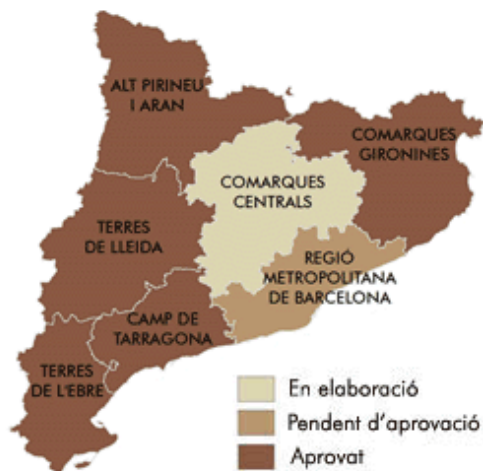 ALT PIRINEU
I ARAN
COMARQUES
GIRONINES
COMARQUES
CENTRALS
TERRES
DE LLEIDA
REGIÓ
METROPOLITANA
DE BARCELONA
CAMP DE
TARRAGONA
TERRES
DE L'EBRE
En elaboració
Pendent d'aprovació
Aprovat